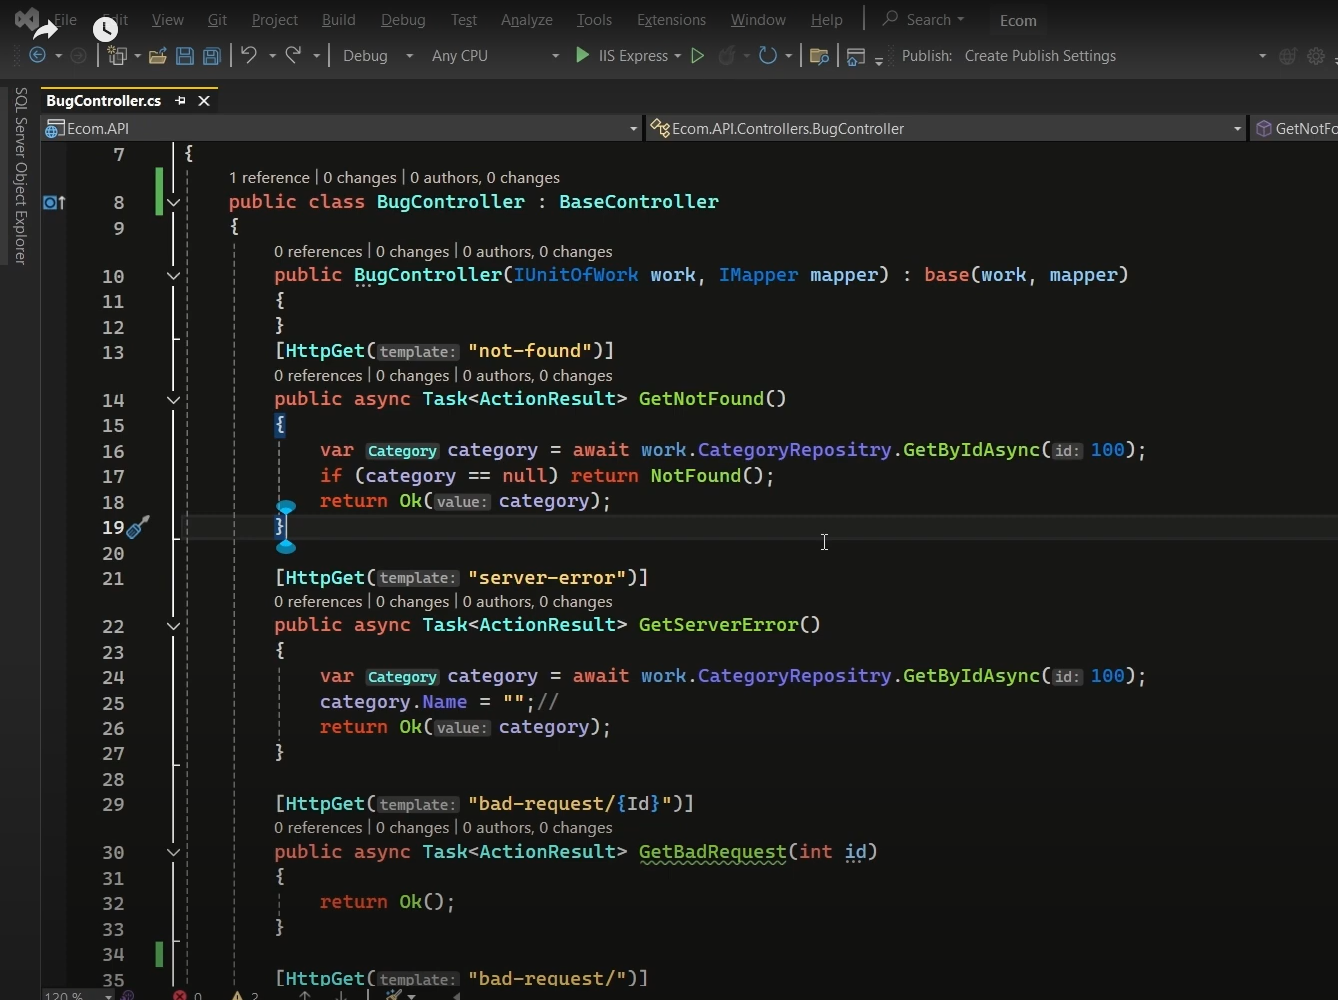 File Edit View Git Project Build Debug Test Analyze Tools Extensions Window Help Search Ecom
Debug Any CPU IIS Express Publish: Create Publish Settings
SQL Server Object Explorer
BugController.cs
Ecom.API Ecom.API.Controllers.BugController GetNotFo
7 {
1 reference | 0 changes | 0 authors, 0 changes
8 public class BugController : BaseController
9 {
0 references | 0 changes | 0 authors, 0 changes
10 public BugController(IUnitOfWork work, IMapper mapper) : base(work, mapper)
11 {
12 }
13 [HttpGet(template: "not-found")]
0 references | 0 changes | 0 authors, 0 changes
14 public async Task<ActionResult> GetNotFound()
15 {
16 var Category category = await work.CategoryRepositry.GetByIdAsync(id: 100);
17 if (category == null) return NotFound();
18 return Ok(value: category);
19 }
20
21 [HttpGet(template: "server-error")]
0 references | 0 changes | 0 authors, 0 changes
22 public async Task<ActionResult> GetServerError()
23 {
24 var Category category = await work.CategoryRepositry.GetByIdAsync(id: 100);
25 category.Name = "";//
26 return Ok(value: category);
27 }
28
29 [HttpGet(template: "bad-request/{Id}")]
0 references | 0 changes | 0 authors, 0 changes
30 public async Task<ActionResult> GetBadRequest(int id)
31 {
32 return Ok();
33 }
34
35 [HttpGet(template: "bad-request/")]
120 % 0 2